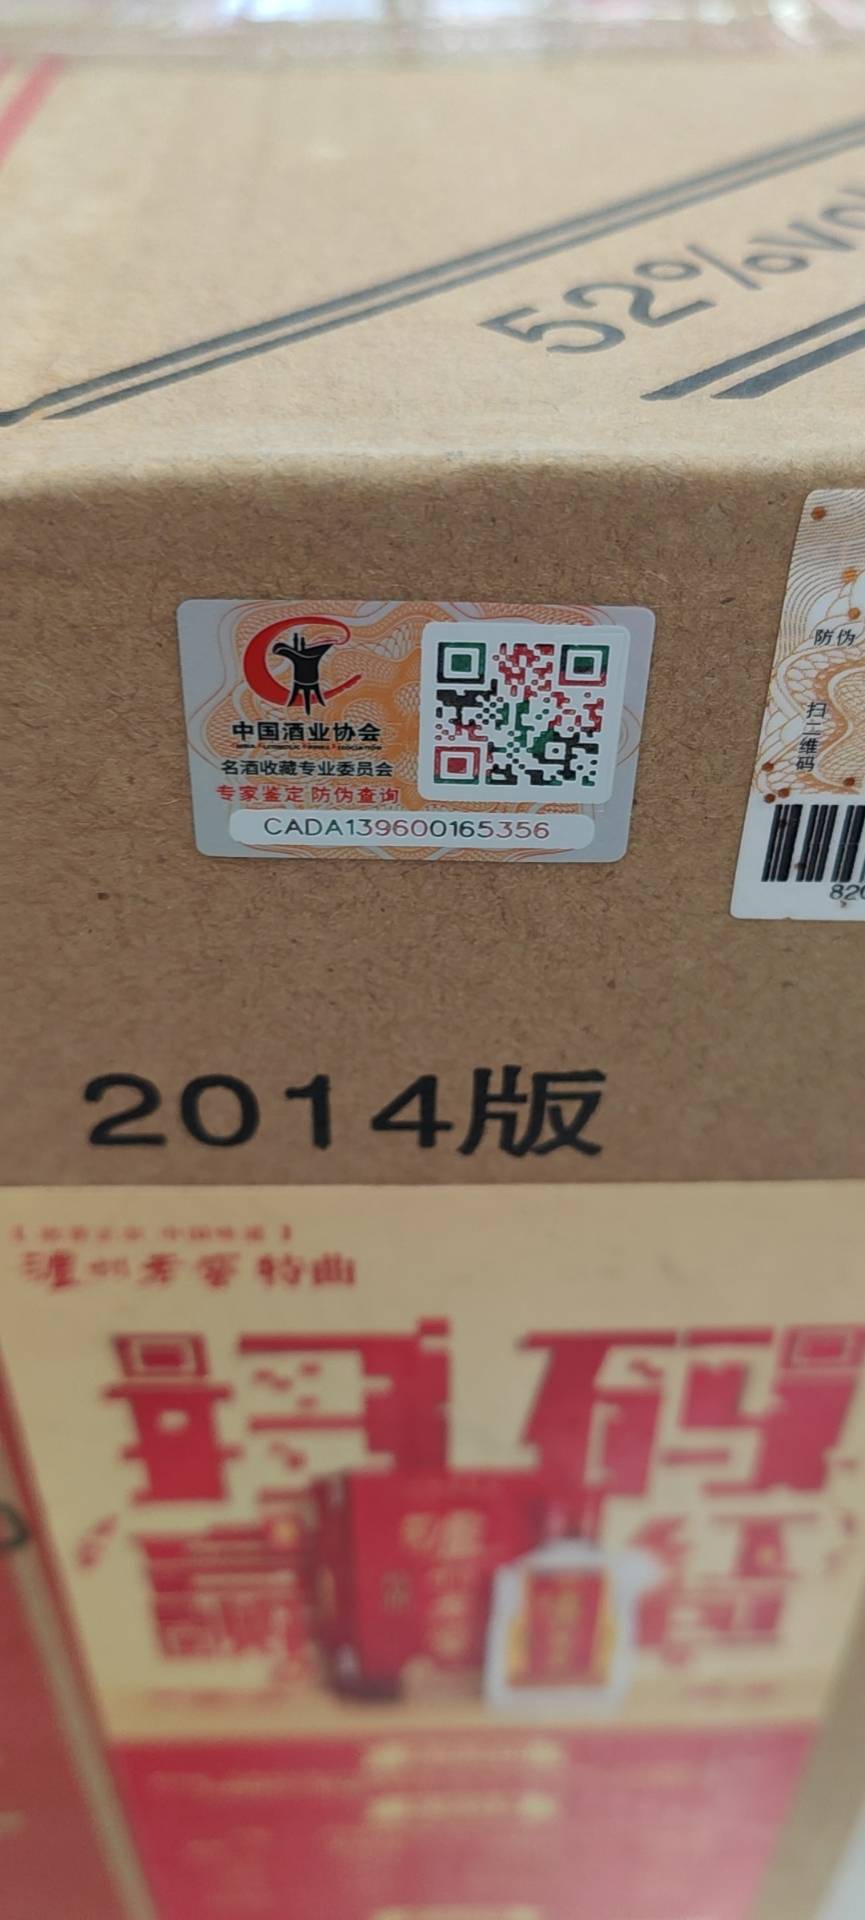 52%vol
中国酒业协会
名酒收藏专业委员会
专家鉴定 防伪查询
CADA139600165356
防伪
扫二维码
820
2014版
泸州老窖 特曲